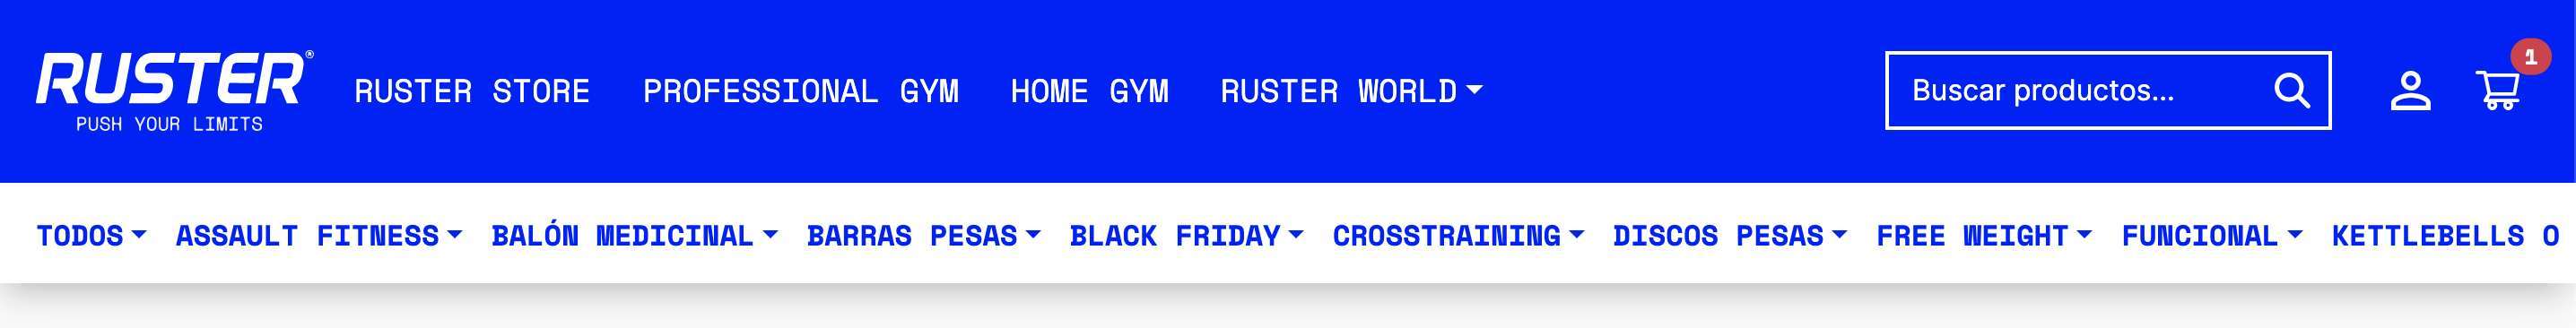 RUSTER®
PUSH YOUR LIMITS
RUSTER STORE PROFESSIONAL GYM HOME GYM RUSTER WORLD
Buscar productos...
1
TODOS ASSAULT FITNESS BALÓN MEDICINAL BARRAS PESAS BLACK FRIDAY CROSSTRAINING DISCOS PESAS FREE WEIGHT FUNCIONAL KETTLEBELLS O